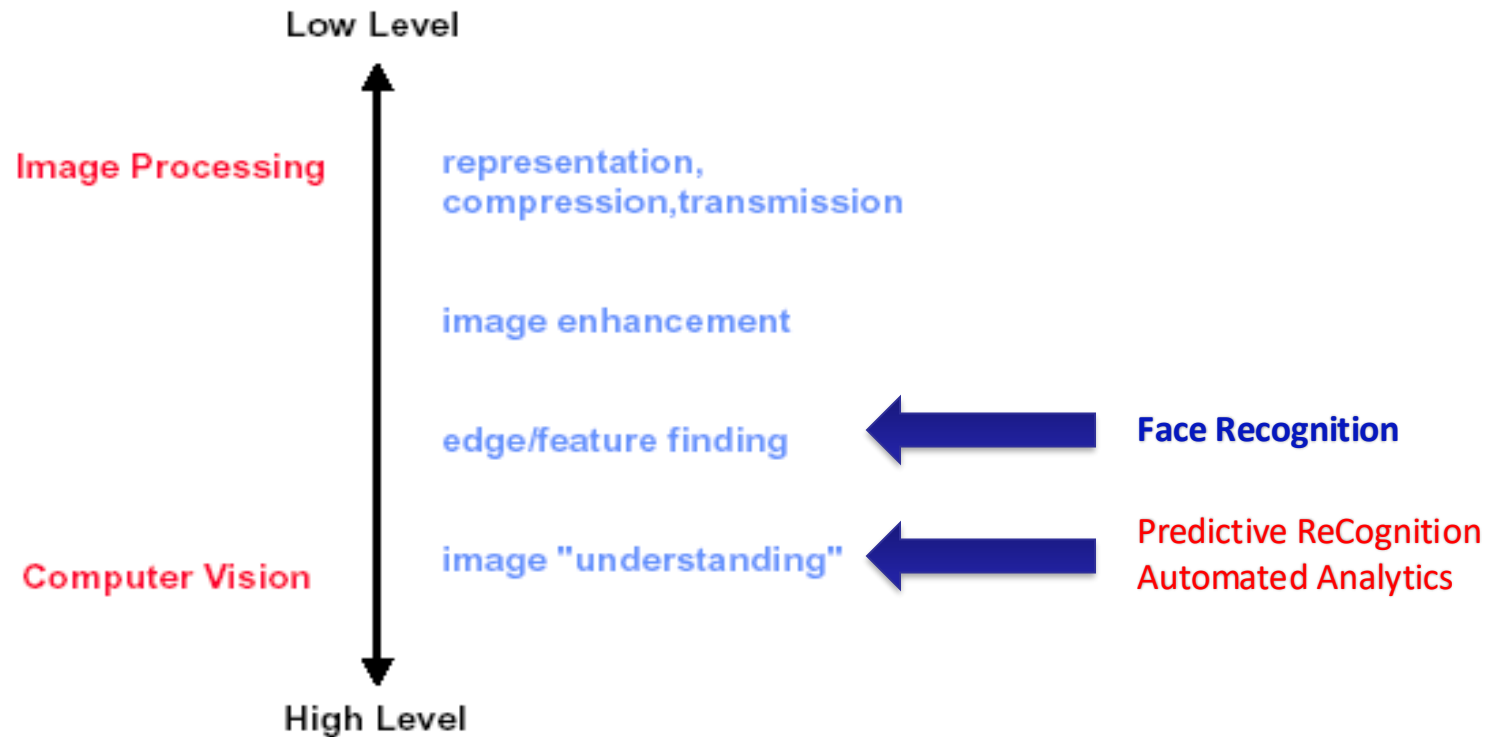 Low Level
Image Processing
representation,
compression,transmission
image enhancement
edge/feature finding
Face Recognition
image "understanding"
Predictive ReCognition
Automated Analytics
Computer Vision
High Level